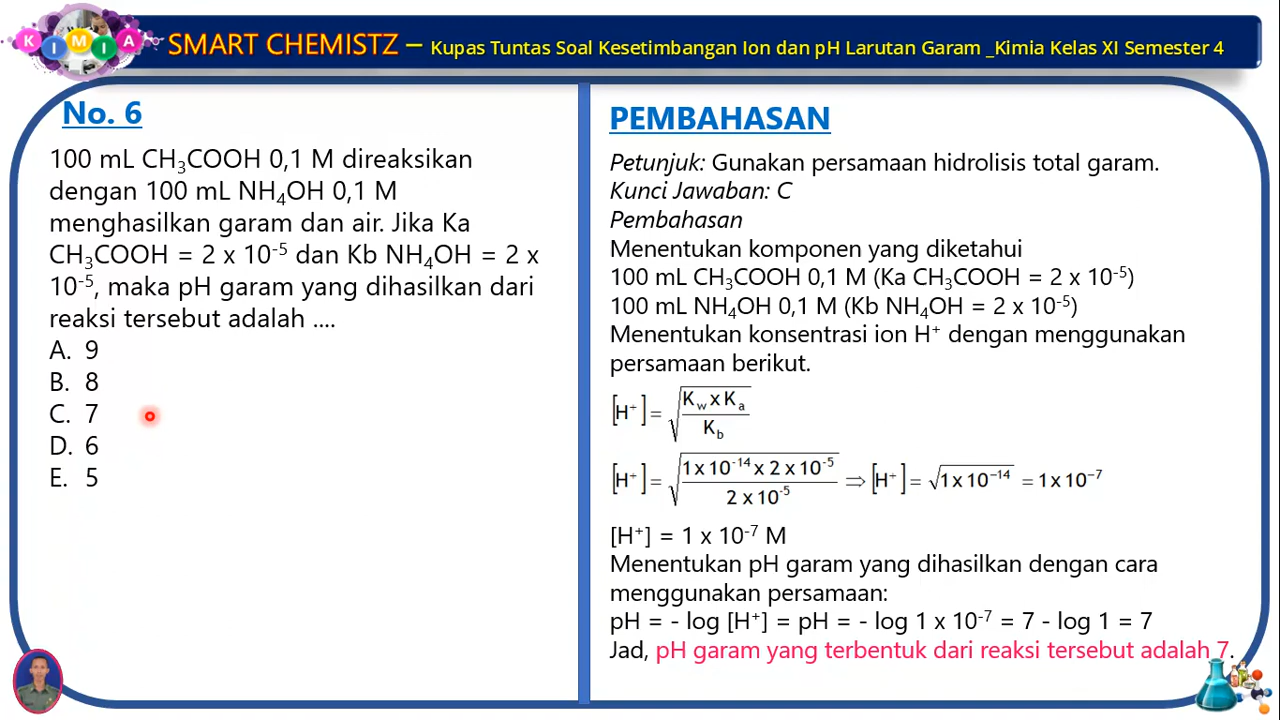 KIMIA
SMART CHEMISTZ – Kupas Tuntas Soal Kesetimbangan Ion dan pH Larutan Garam _Kimia Kelas XI Semester 4
No. 6
100 mL CH₃COOH 0,1 M direaksikan
dengan 100 mL NH₄OH 0,1 M
menghasilkan garam dan air. Jika Ka
CH₃COOH = 2 x 10⁻⁵ dan Kb NH₄OH = 2 x
10⁻⁵, maka pH garam yang dihasilkan dari
reaksi tersebut adalah ....
A. 9
B. 8
C. 7
D. 6
E. 5
PEMBAHASAN
Petunjuk: Gunakan persamaan hidrolisis total garam.
Kunci Jawaban: C
Pembahasan
Menentukan komponen yang diketahui
100 mL CH₃COOH 0,1 M (Ka CH₃COOH = 2 x 10⁻⁵)
100 mL NH₄OH 0,1 M (Kb NH₄OH = 2 x 10⁻⁵)
Menentukan konsentrasi ion H⁺ dengan menggunakan
persamaan berikut.
[H⁺] = √((K_w x K_a) / K_b)
[H⁺] = √((1 x 10⁻¹⁴ x 2 x 10⁻⁵) / (2 x 10⁻⁵)) ⇒ [H⁺] = √(1 x 10⁻¹⁴) = 1 x 10⁻⁷
[H⁺] = 1 x 10⁻⁷ M
Menentukan pH garam yang dihasilkan dengan cara
menggunakan persamaan:
pH = - log [H⁺] = pH = - log 1 x 10⁻⁷ = 7 - log 1 = 7
Jad, pH garam yang terbentuk dari reaksi tersebut adalah 7.